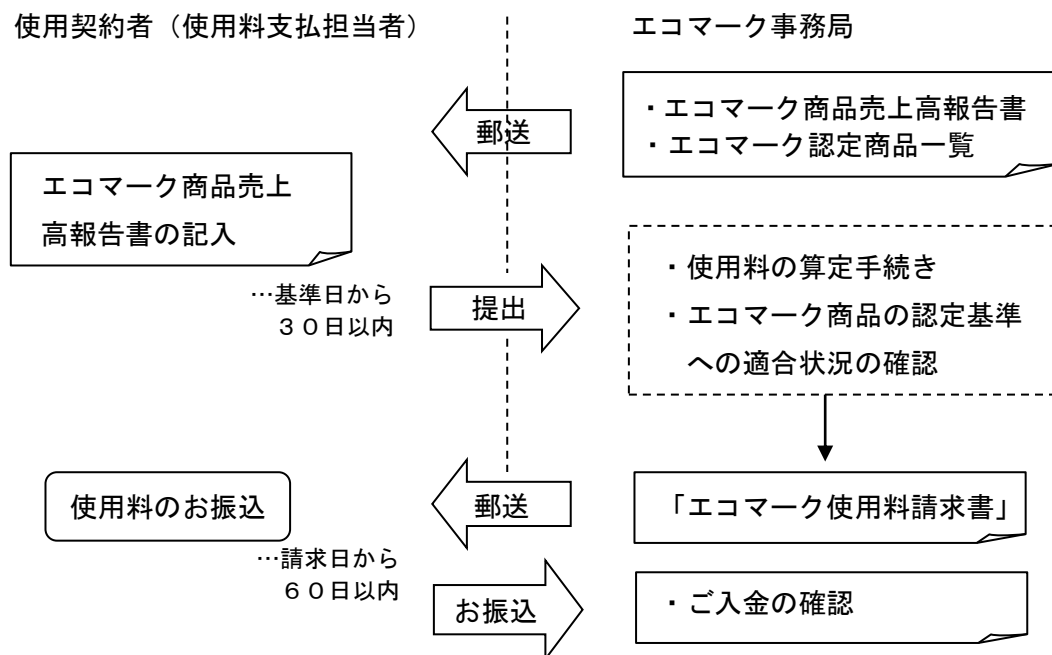 使用契約者（使用料支払担当者）
エコマーク事務局
郵送
・エコマーク商品売上高報告書
・エコマーク認定商品一覧
エコマーク商品売上
高報告書の記入
…基準日から
３０日以内
提出
・使用料の算定手続き
・エコマーク商品の認定基準
への適合状況の確認
使用料のお振込
郵送
「エコマーク使用料請求書」
…請求日から
６０日以内
お振込
・ご入金の確認